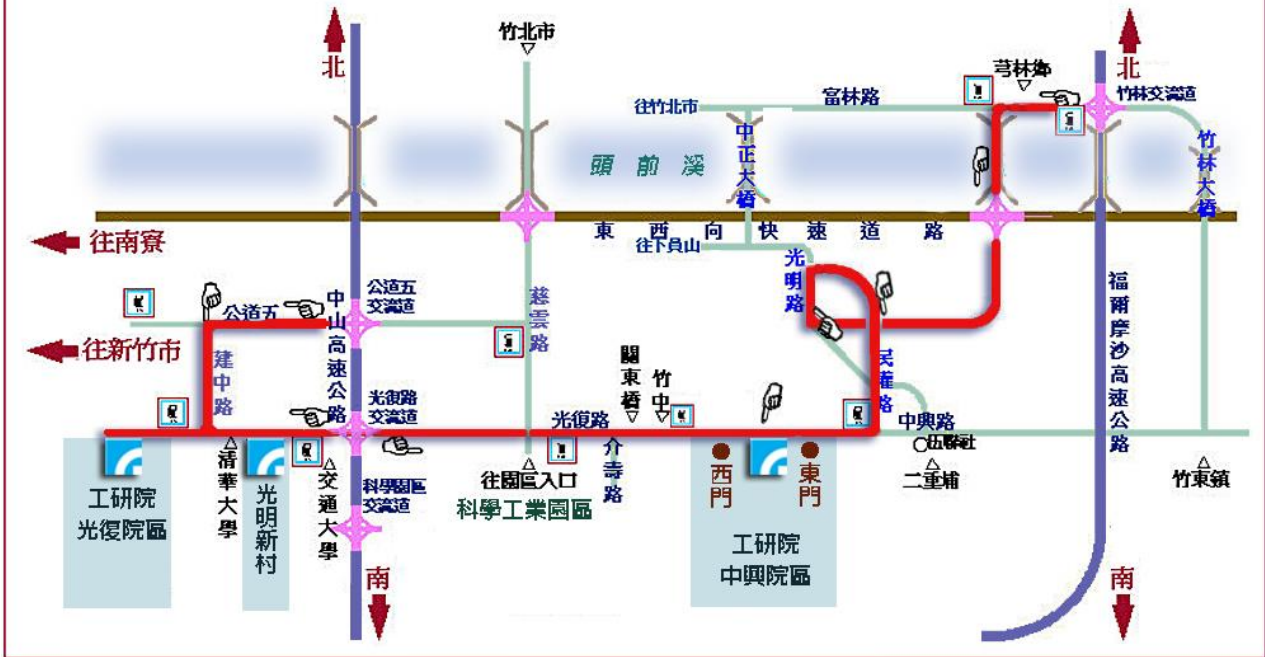 北
竹北市
芎林鄉
北
往竹北市
富林路
竹林交流道
頭前溪
中正大橋
竹林大橋
東西向快速道路
往南寮
往下員山
光明路
公道五
中山高速公路
公道五
交流道
慈雲路
福爾摩沙高速公路
往新竹市
建中路
關東橋
竹中
民權路
光復路
交流道
光復路
介壽路
中興路
伍聯社
二重埔
清華大學
交通大學
科學園區
交流道
往園區入口
科學工業園區
西門
東門
竹東鎮
工研院
光復院區
光明新村
工研院
中興院區
南
南